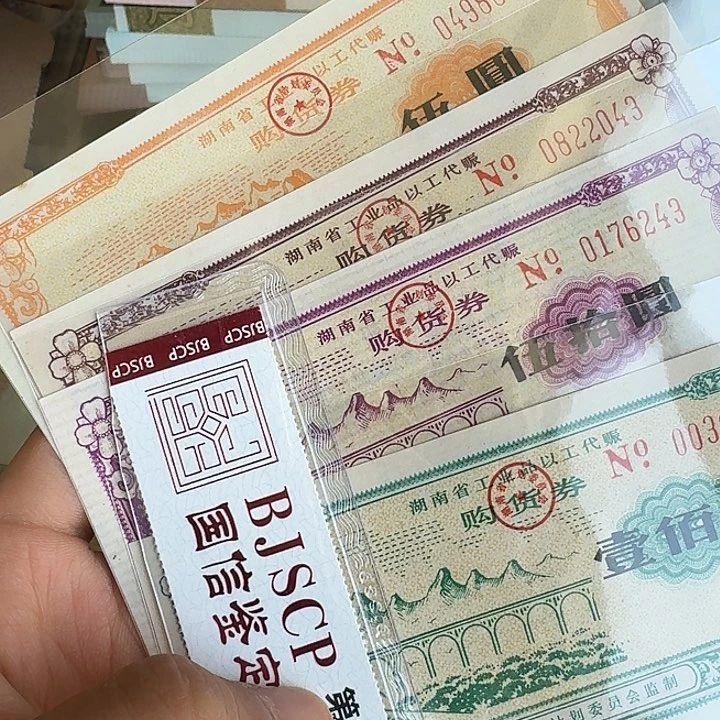 湖南省工业品以工代赈
购货券
No 04968
伍圆
湖南省工业品以工代赈
购货券
No 0822043
湖南省工业品以工代赈
购货券
No 0176243
伍拾圆
湖南省工业品以工代赈
购货券
No 003
壹佰
划委员会监制
BJSCP BJSCP BJSCP
BJSCP
国信鉴定
第